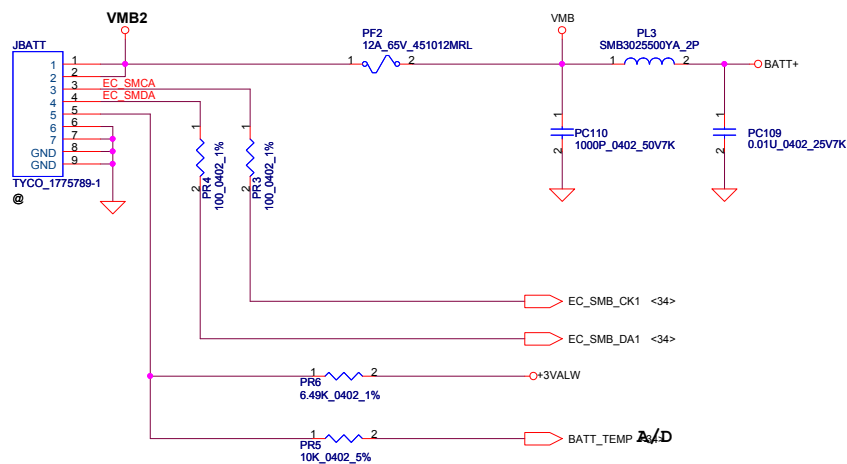 VMB2
JBATT
PF2
12A_65V_451012MRL
VMB
PL3
SMB3025500YA_2P
1 1
2 2
3 3
4 4
5 5
6 6
7 7
GND 8
GND 9
TYCO_1775789-1
@
EC_SMCA
EC_SMDA
1 2
1 2
BATT+
1
2
PC110
1000P_0402_50V7K
1
2
PC109
0.01U_0402_25V7K
1
2
PR4
100_0402_1%
1
2
PR3
100_0402_1%
EC_SMB_CK1 <34>
EC_SMB_DA1 <34>
1 2
PR6
6.49K_0402_1%
+3VALW
1 2
PR5
10K_0402_5%
BATT_TEMP
A/D